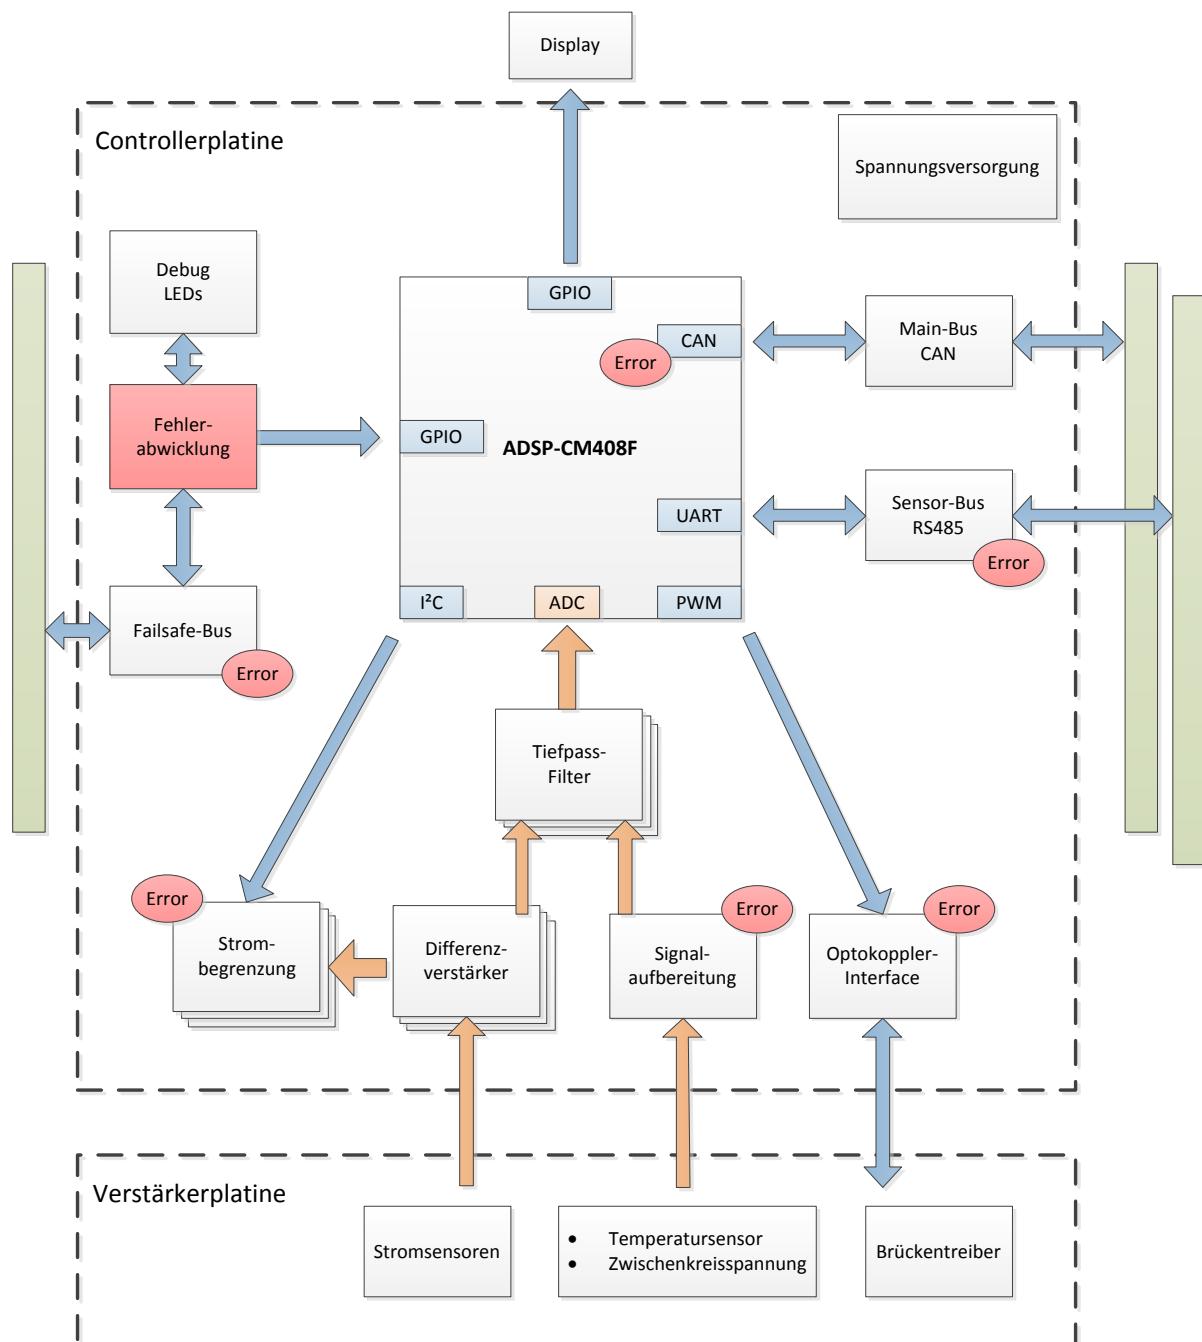 Display
Controllerplatine
Spannungsversorgung
Debug
LEDs
GPIO
CAN
Error
Main-Bus
CAN
Fehler-
abwicklung
GPIO
ADSP-CM408F
UART
Sensor-Bus
RS485
Error
I²C
ADC
PWM
Failsafe-Bus
Error
Tiefpass-
Filter
Error
Strom-
begrenzung
Differenz-
verstärker
Error
Signal-
aufbereitung
Error
Optokoppler-
Interface
Verstärkerplatine
Stromsensoren
• Temperatursensor
• Zwischenkreisspannung
Brückentreiber